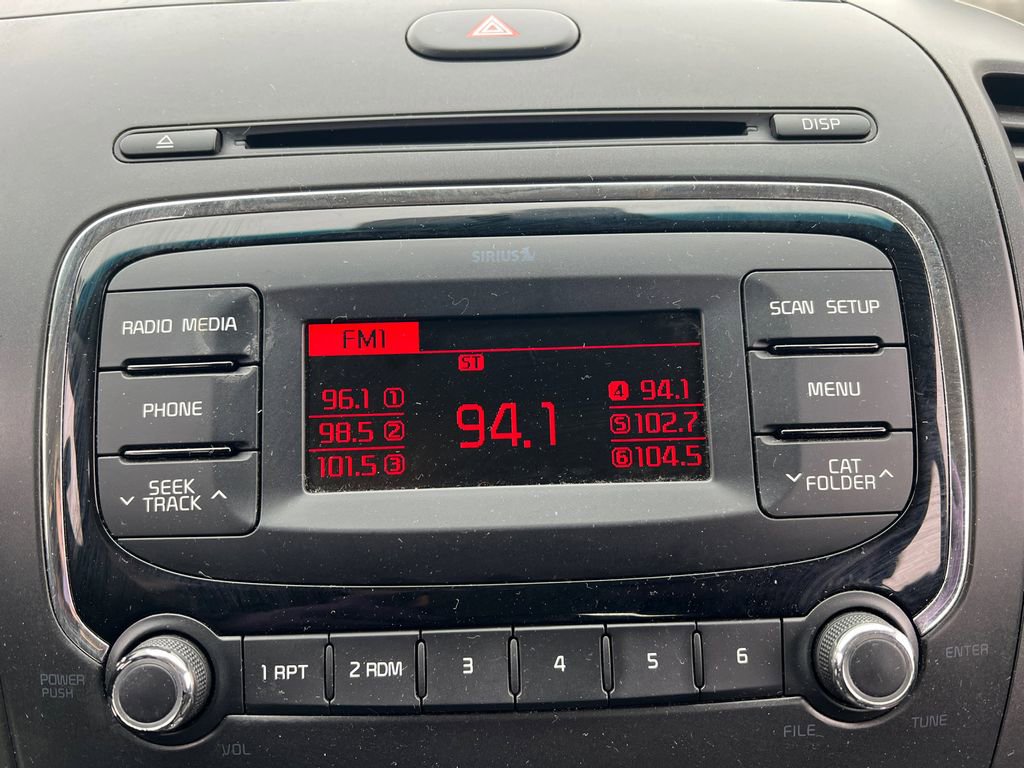 DISP
SIRIUS
RADIO MEDIA
PHONE
SEEK
TRACK
FM1
ST
96.1 1
98.5 2
101.5 3
94.1
4 94.1
5 102.7
6 104.5
SCAN SETUP
MENU
CAT
FOLDER
POWER
PUSH
VOL
1 RPT
2 RDM
3
4
5
6
ENTER
TUNE
FILE